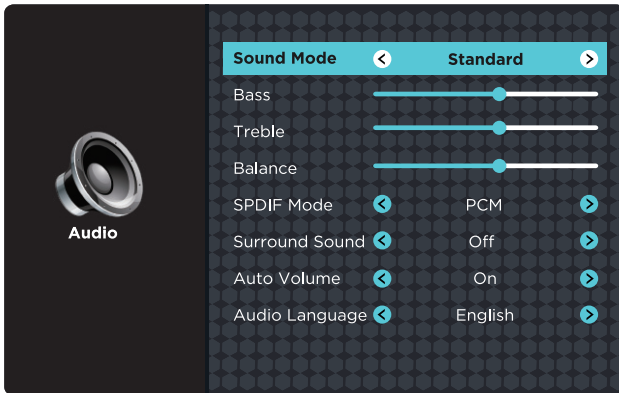 Sound Mode Standard
Bass
Treble
Balance
SPDIF Mode PCM
Surround Sound Off
Auto Volume On
Audio Language English
Audio